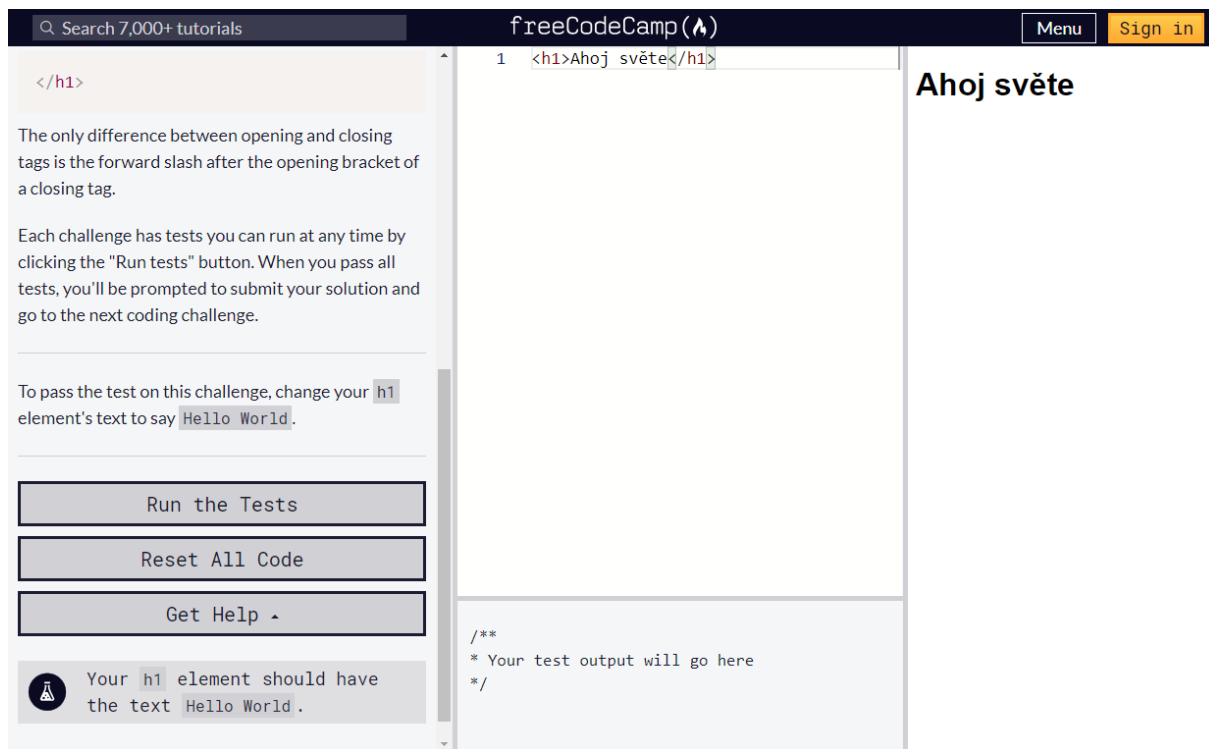 Search 7,000+ tutorials
freeCodeCamp
Menu
Sign in
</h1>
The only difference between opening and closing
tags is the forward slash after the opening bracket of
a closing tag.
Each challenge has tests you can run at any time by
clicking the "Run tests" button. When you pass all
tests, you'll be prompted to submit your solution and
go to the next coding challenge.
To pass the test on this challenge, change your h1
element's text to say Hello World.
Run the Tests
Reset All Code
Get Help
Your h1 element should have
the text Hello World.
1 <h1>Ahoj světe</h1>
/**
* Your test output will go here
*/
Ahoj světe